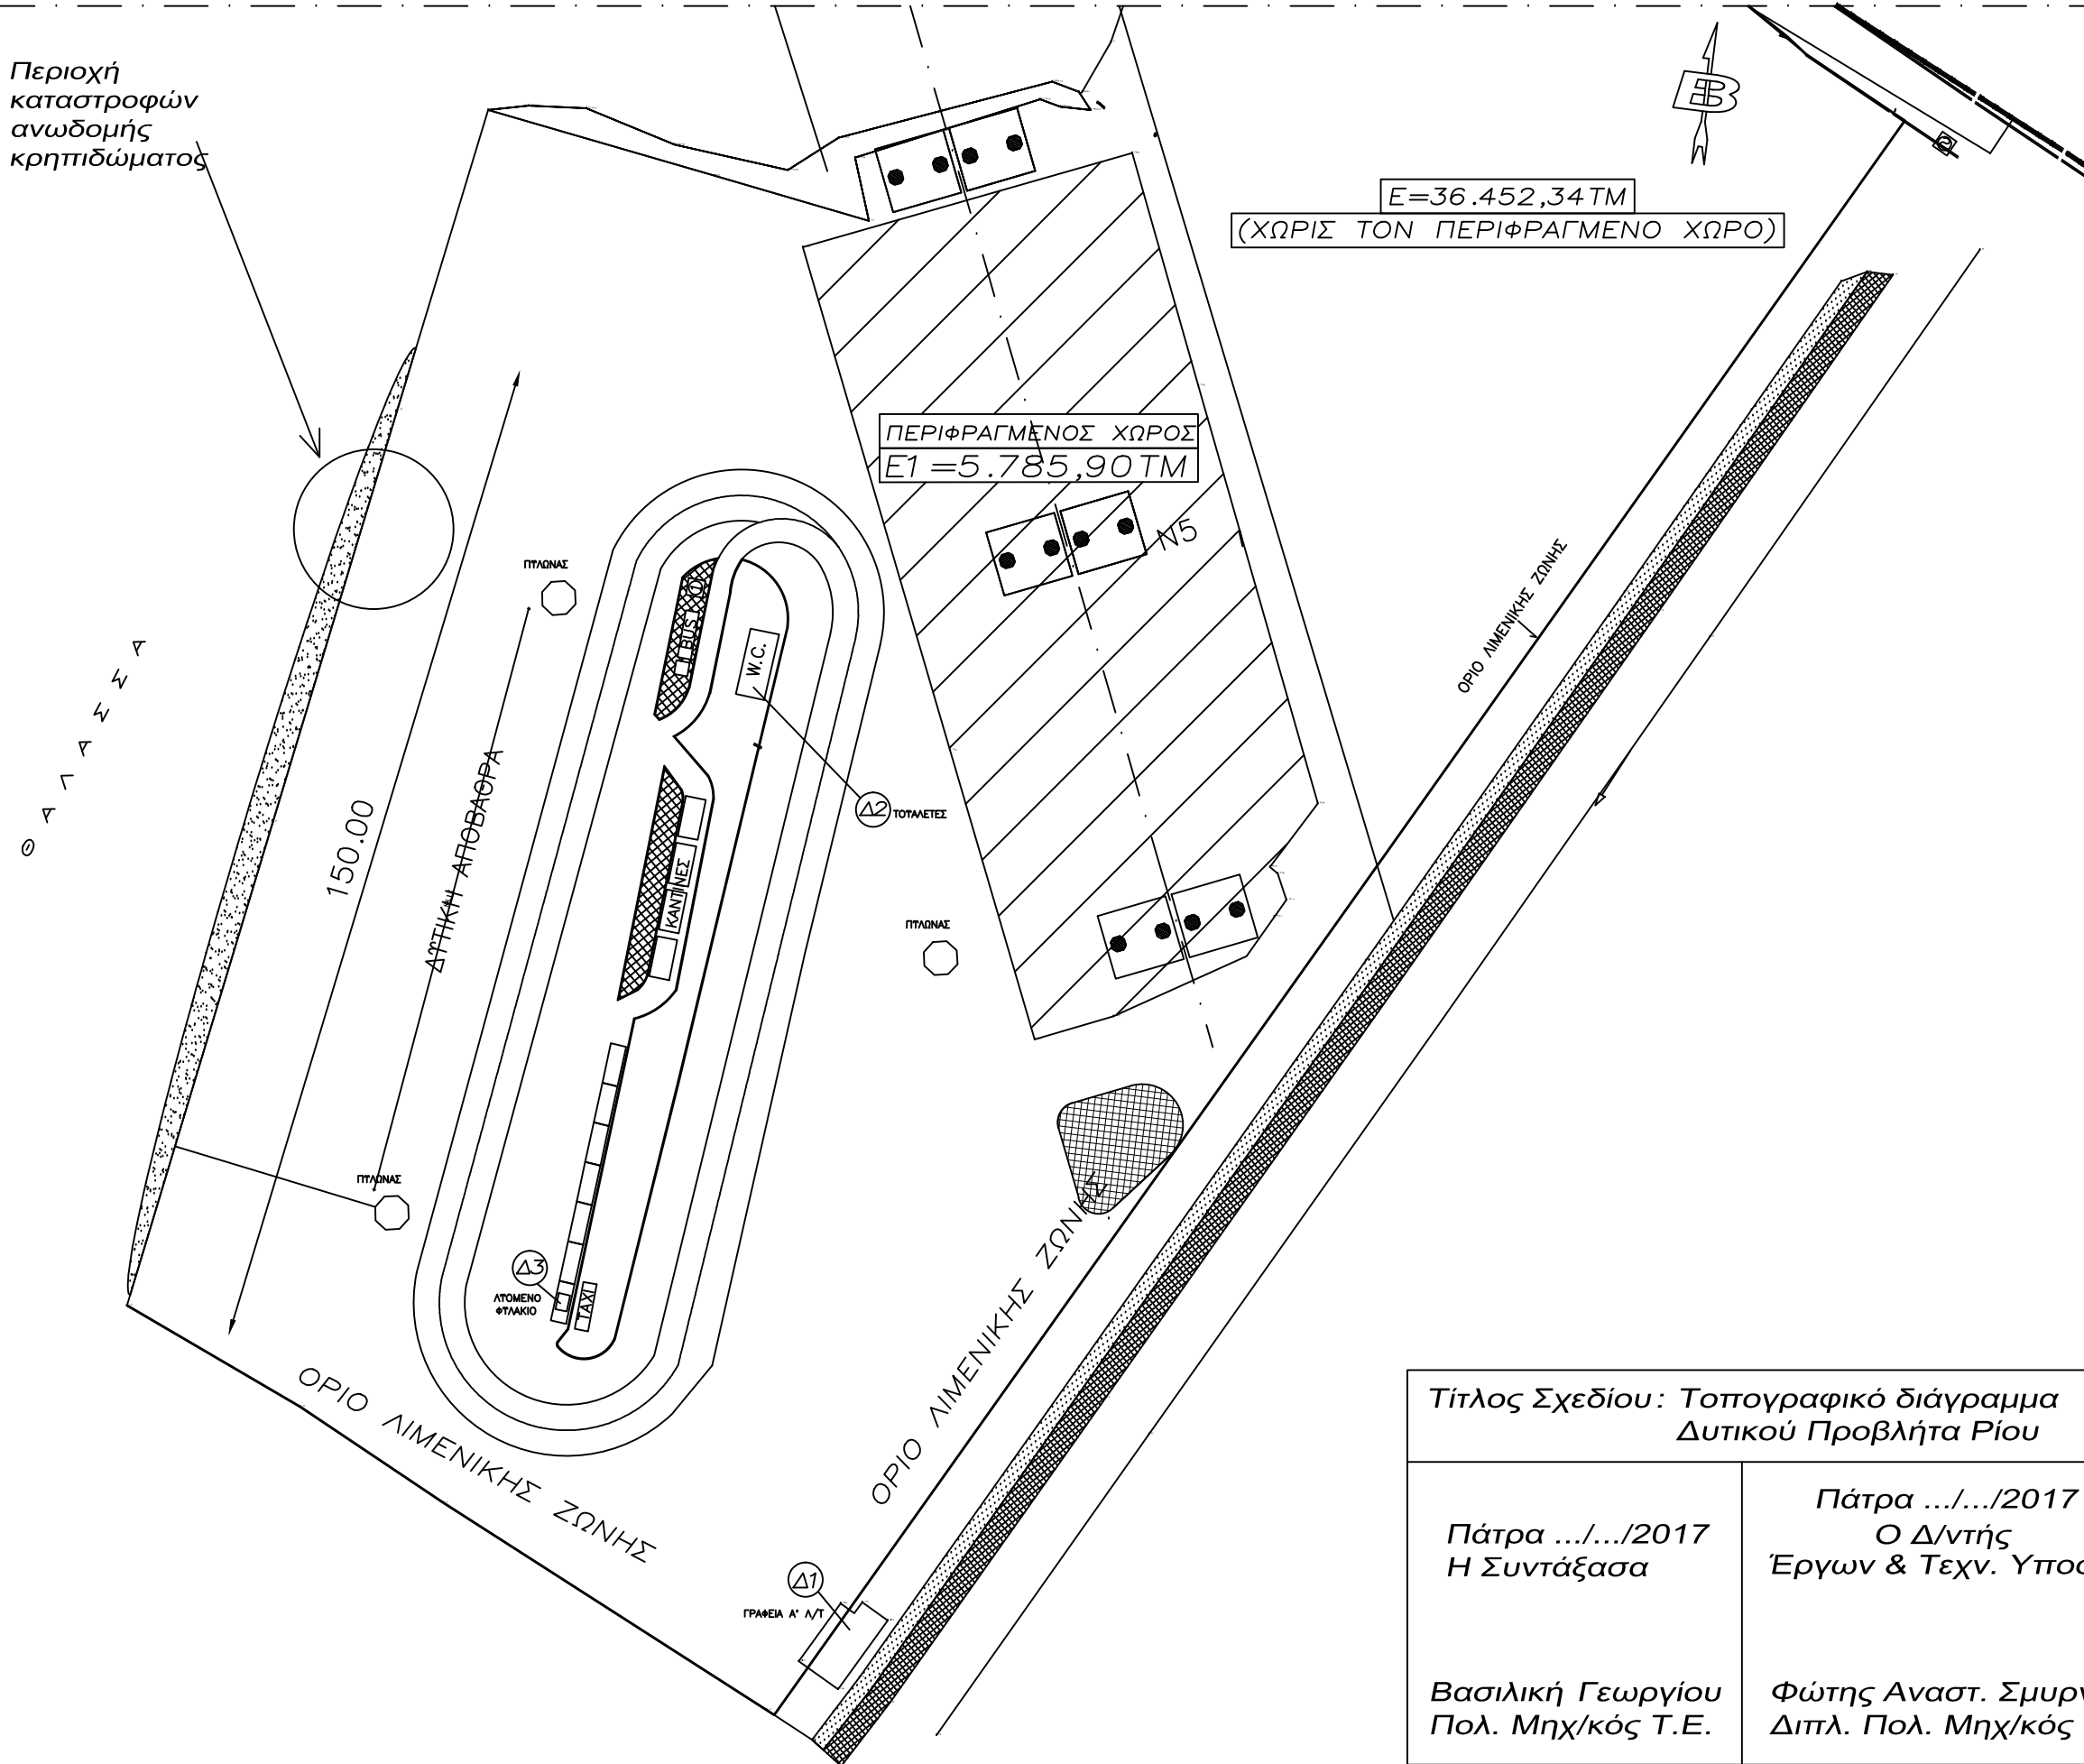 Περιοχή
καταστροφών
ανωδομής
κρηπιδώματος
Β
2
Ε=36.452,34ΤΜ
(ΧΩΡΙΣ ΤΟΝ ΠΕΡΙΦΡΑΓΜΕΝΟ ΧΩΡΟ)
ΠΕΡΙΦΡΑΓΜΕΝΟΣ ΧΩΡΟΣ
Ε1=5.785,90ΤΜ
Ν5
ΠΥΛΩΝΑΣ
BUS
W.C.
ΟΡΙΟ ΛΙΜΕΝΙΚΗΣ ΖΩΝΗΣ
ΘΑΛΑΣΣΑ
150.00
ΔΥΤΙΚΗ ΑΠΟΒΑΘΡΑ
Δ2 ΤΟΥΑΛΕΤΕΣ
ΚΑΝΤΙΝΕΣ
ΠΥΛΩΝΑΣ
ΠΥΛΩΝΑΣ
Δ3
ΛΥΟΜΕΝΟ
ΦΥΛΑΚΙΟ
TAXI
ΟΡΙΟ ΛΙΜΕΝΙΚΗΣ ΖΩΝΗΣ
ΟΡΙΟ ΛΙΜΕΝΙΚΗΣ ΖΩΝΗΣ
Δ1
ΓΡΑΦΕΙΑ Α' Λ/Τ
Τίτλος Σχεδίου: Τοπογραφικό διάγραμμα
Δυτικού Προβλήτα Ρίου
Πάτρα .../.../2017
Η Συντάξασα
Βασιλική Γεωργίου
Πολ. Μηχ/κός Τ.Ε.
Πάτρα .../.../2017
Ο Δ/ντής
Έργων & Τεχν.
Φώτης Αναστ.
Διπλ. Πολ. Μηχ/κός